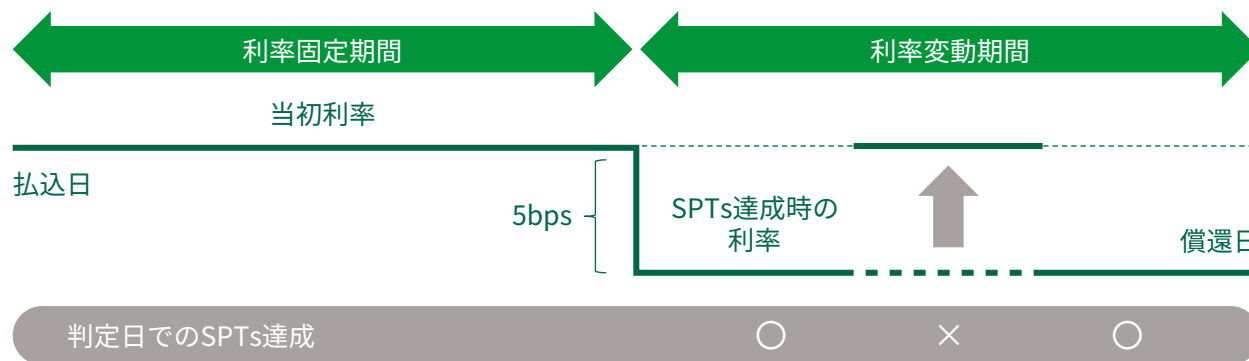 利率固定期間
利率変動期間
当初利率
払込日
5bps
SPTs達成時の
利率
償還日
判定日でのSPTs達成
○
×
○